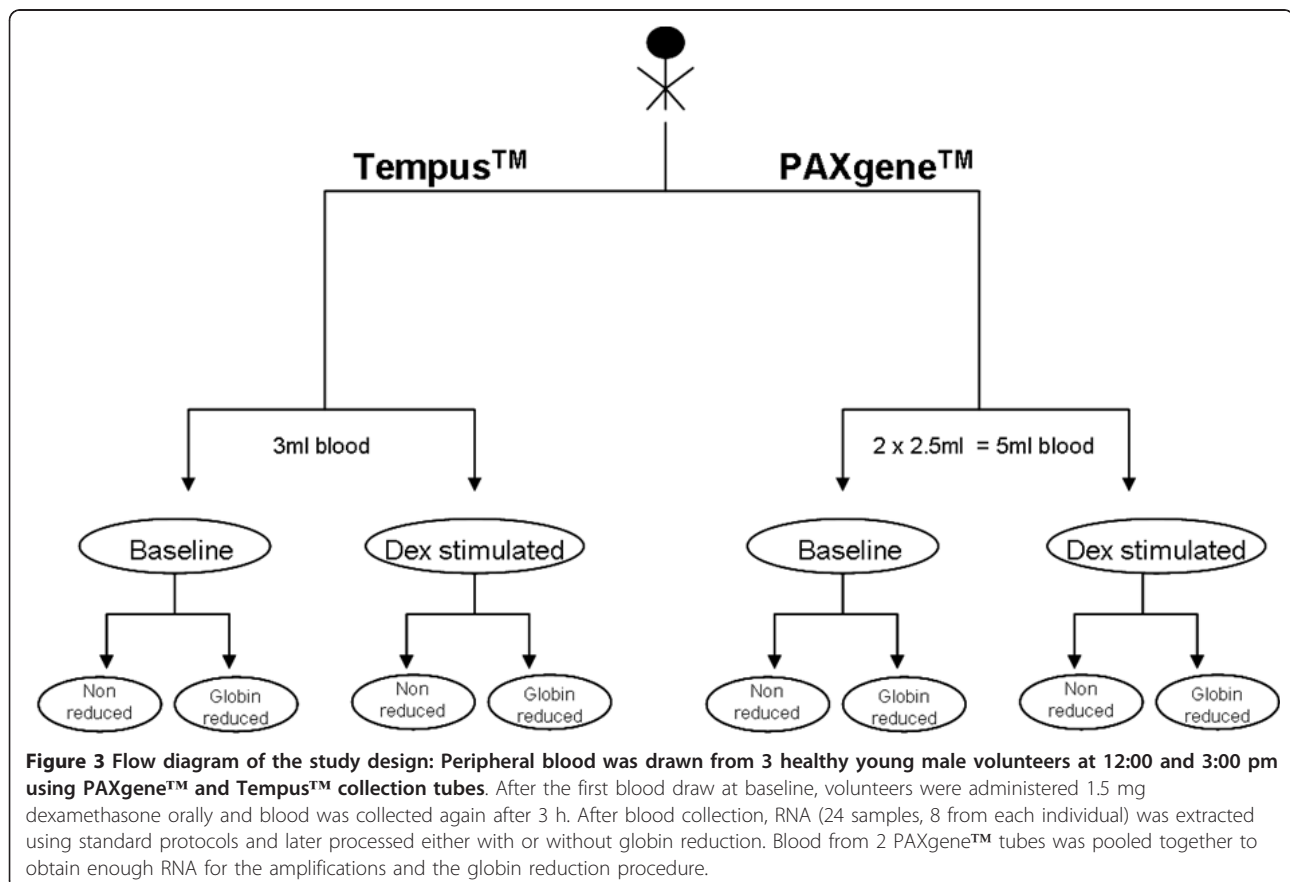 Tempus™ PAXgene™
3ml blood 2 x 2.5ml = 5ml blood
Baseline Dex stimulated Baseline Dex stimulated
Non reduced Globin reduced Non reduced Globin reduced Non reduced Globin reduced Non reduced Globin reduced
Figure 3 Flow diagram of the study design: Peripheral blood was drawn from 3 healthy young male volunteers at 12:00 and 3:00 pm
using PAXgene™ and Tempus™ collection tubes. After the first blood draw at baseline, volunteers were administered 1.5 mg
dexamethasone orally and blood was collected again after 3 h. After blood collection, RNA (24 samples, 8 from each individual) was extracted
using standard protocols and later processed either with or without globin reduction. Blood from 2 PAXgene™ tubes was pooled together to
obtain enough RNA for the amplifications and the globin reduction procedure.